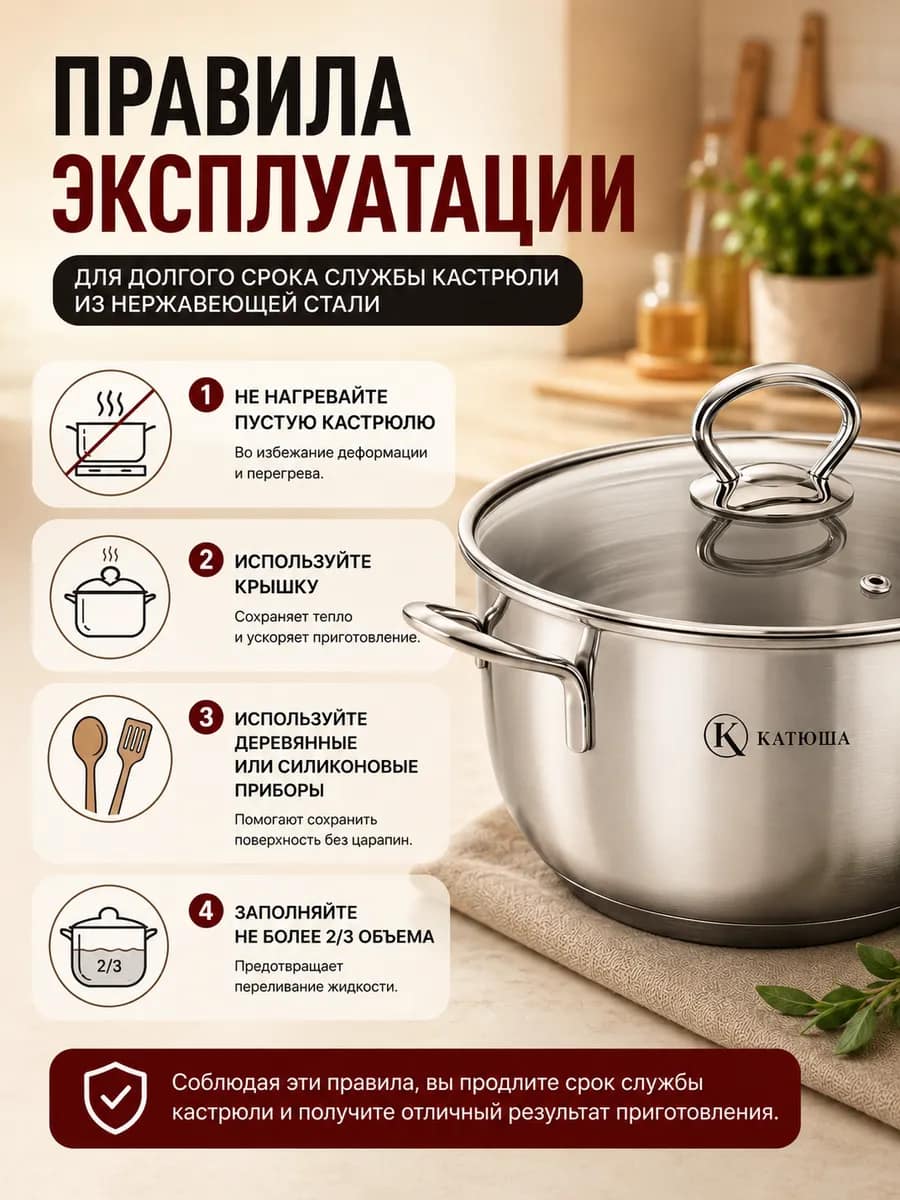 ПРАВИЛА
ЭКСПЛУАТАЦИИ
ДЛЯ ДОЛГОГО СРОКА СЛУЖБЫ КАСТРЮЛИ
ИЗ НЕРЖАВЕЮЩЕЙ СТАЛИ
1 НЕ НАГРЕВАЙТЕ
ПУСТУЮ КАСТРЮЛЮ
Во избежание деформации
и перегрева.
2 ИСПОЛЬЗУЙТЕ
КРЫШКУ
Сохраняет тепло
и ускоряет приготовление.
3 ИСПОЛЬЗУЙТЕ
ДЕРЕВЯННЫЕ
ИЛИ СИЛИКОНОВЫЕ
ПРИБОРЫ
Помогают сохранить
поверхность без царапин.
4 ЗАПОЛНЯЙТЕ
НЕ БОЛЕЕ 2/3 ОБЪЕМА
Предотвращает
переливание жидкости.
2/3
К КАТЮША
Соблюдая эти правила, вы продлите срок службы
кастрюли и получите отличный результат приготовления.